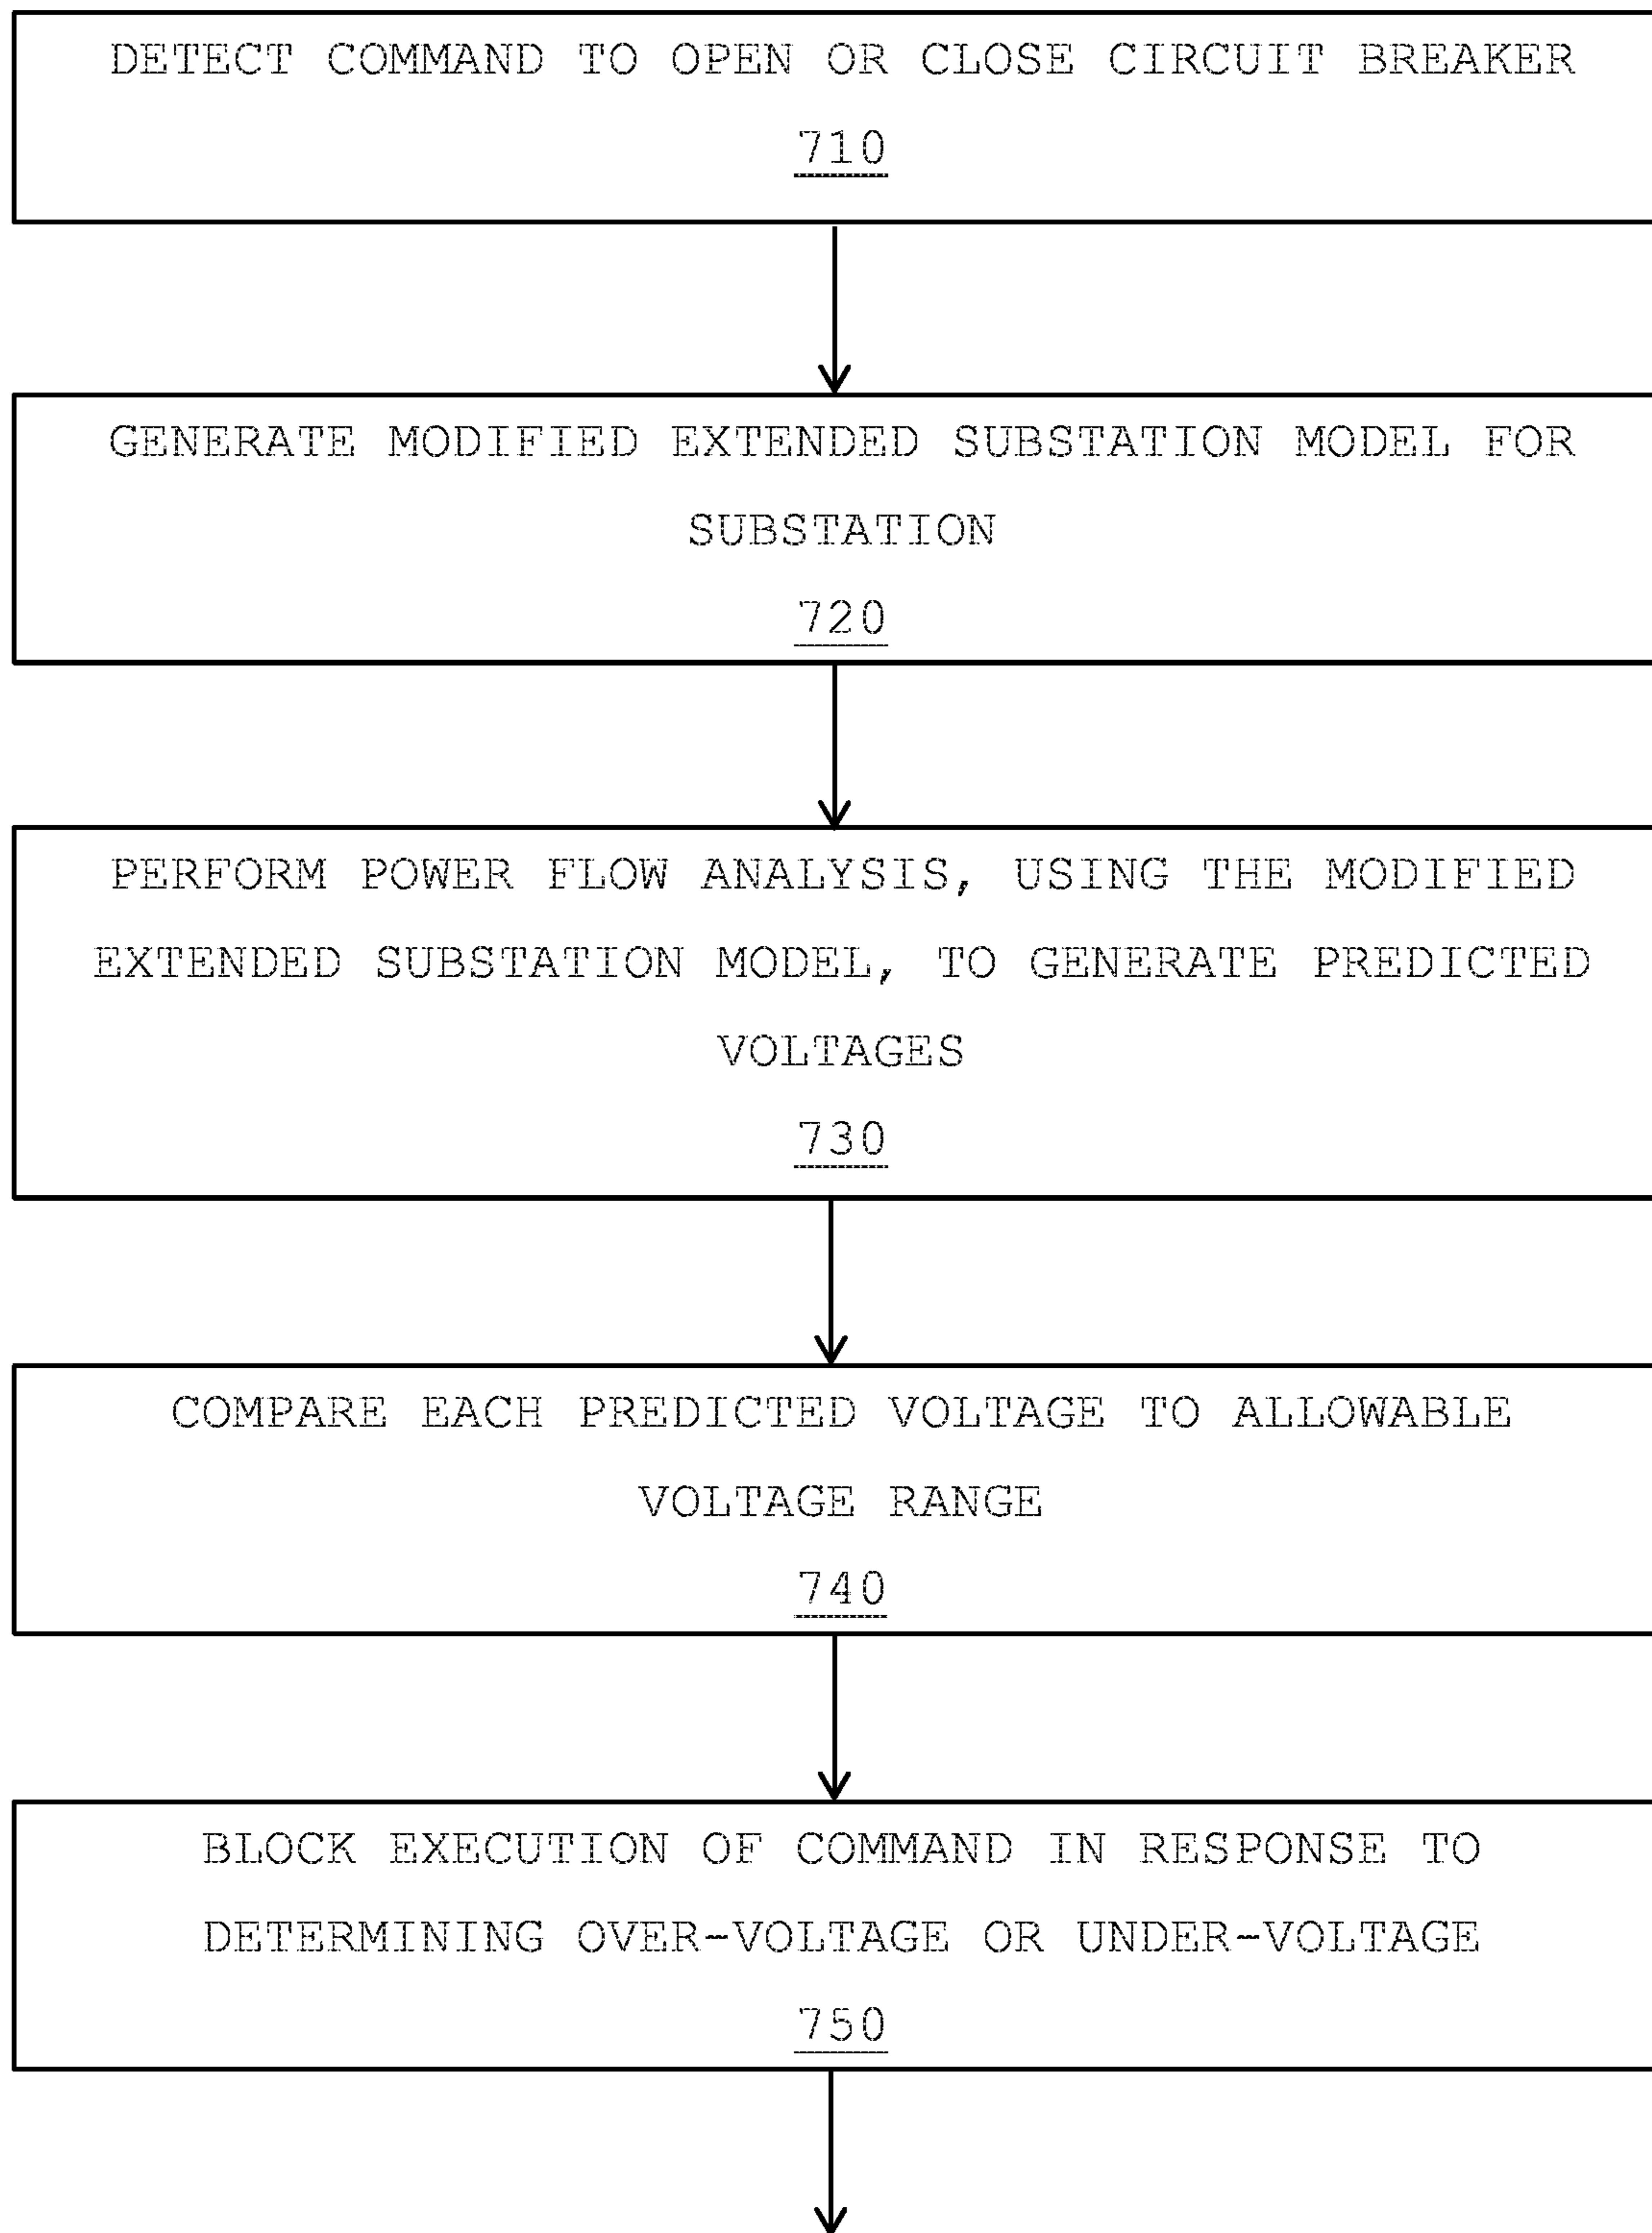 DETECT COMMAND TO OPEN OR CLOSE CIRCUIT BREAKER
710
GENERATE MODIFIED EXTENDED SUBSTATION MODEL FOR
SUBSTATION
720
PERFORM POWER FLOW ANALYSIS, USING THE MODIFIED
EXTENDED SUBSTATION MODEL, TO GENERATE PREDICTED
VOLTAGES
730
COMPARE EACH PREDICTED VOLTAGE TO ALLOWABLE
VOLTAGE RANGE
740
BLOCK EXECUTION OF COMMAND IN RESPONSE TO
DETERMINING OVER-VOLTAGE OR UNDER-VOLTAGE
750